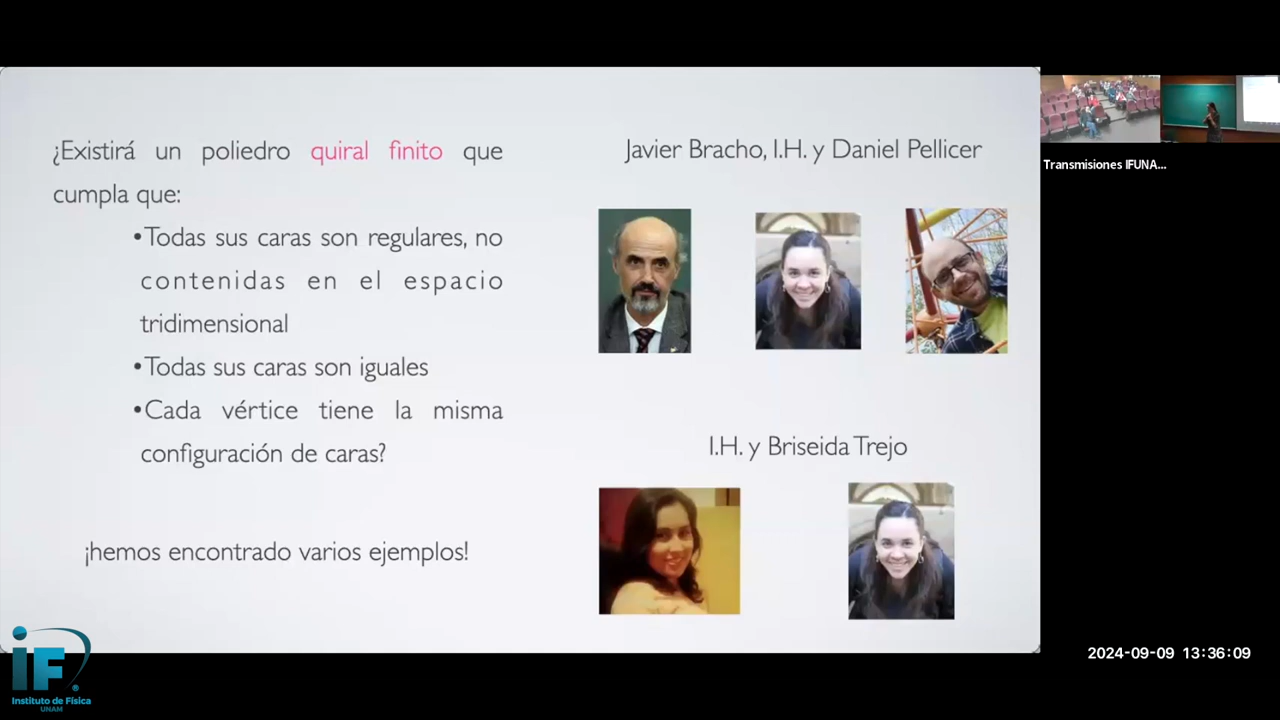 ¿Existirá un poliedro quiral finito que
cumpla que:
•Todas sus caras son regulares, no
contenidas en el espacio
tridimensional
•Todas sus caras son iguales
•Cada vértice tiene la misma
configuración de caras?
¡hemos encontrado varios ejemplos!
Javier Bracho, I.H. y Daniel Pellicer
I.H. y Briseida Trejo
Transmisiones IFUNA...
2024-09-09 13:36:09
iF
Instituto de Física
UNAM